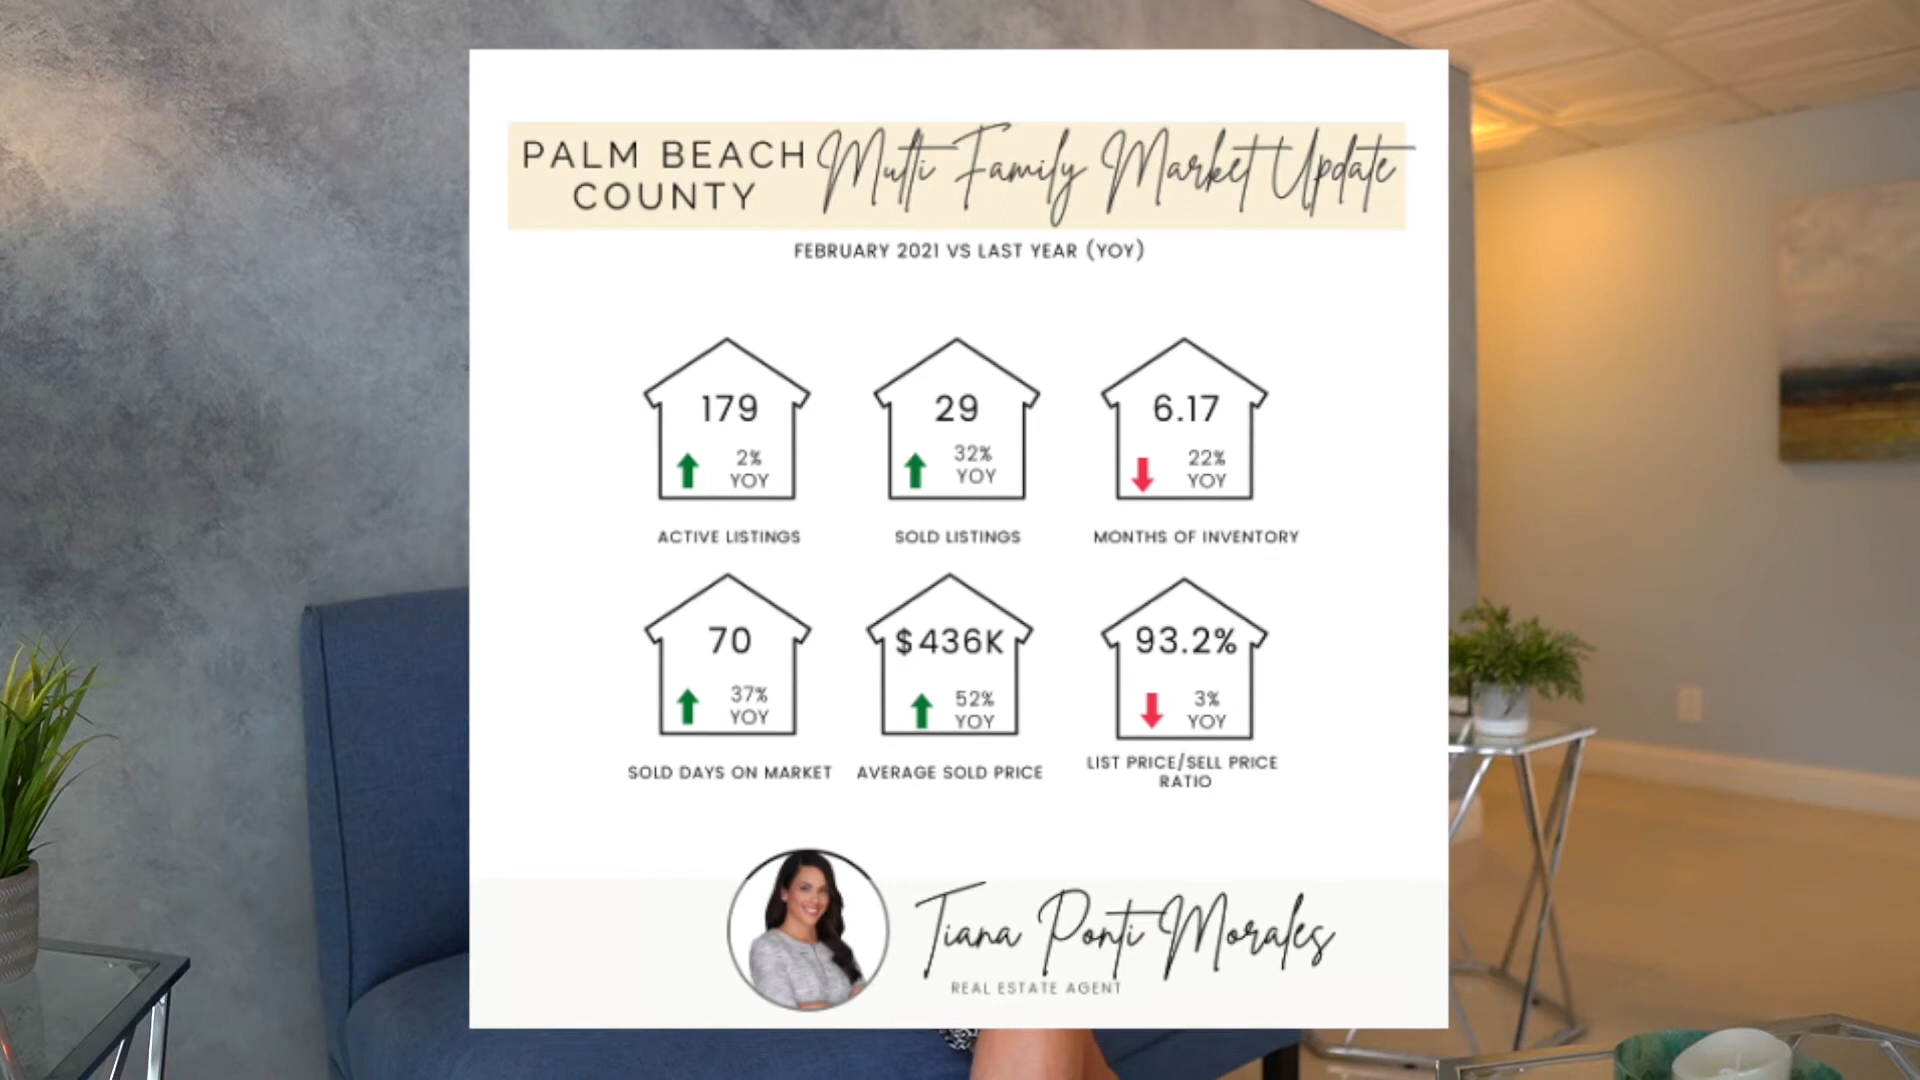 PALM BEACH COUNTY Multi Family Market Update
FEBRUARY 2021 VS LAST YEAR (YOY)
179
2%
YOY
ACTIVE LISTINGS
29
32%
YOY
SOLD LISTINGS
6.17
22%
YOY
MONTHS OF INVENTORY
70
37%
YOY
SOLD DAYS ON MARKET
$436K
52%
YOY
AVERAGE SOLD PRICE
93.2%
3%
YOY
LIST PRICE/SELL PRICE
RATIO
Tiana Ponti Morales
REAL ESTATE AGENT